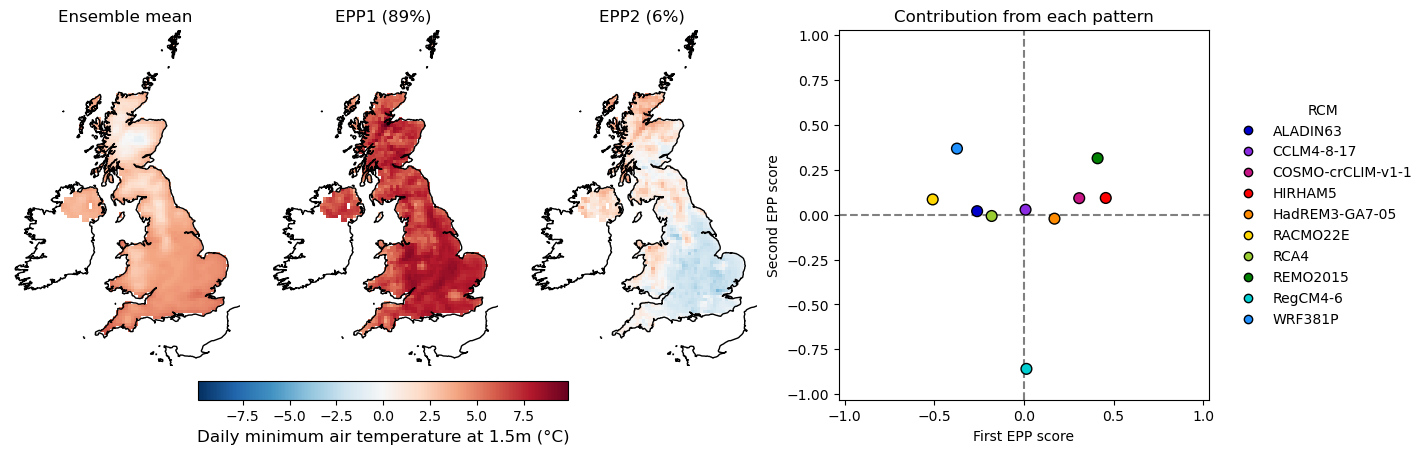 Ensemble mean
EPP1 (89%)
EPP2 (6%)
Contribution from each pattern
1.00
0.75
0.50
0.25
0.00
−0.25
−0.50
−0.75
−1.00
Second EPP score
−1.0
−0.5
0.0
0.5
1.0
First EPP score
RCM
ALADIN63
CCLM4-8-17
COSMO-crCLIM-v1-1
HIRHAM5
HadREM3-GA7-05
RACMO22E
RCA4
REMO2015
RegCM4-6
WRF381P
−7.5
−5.0
−2.5
0.0
2.5
5.0
7.5
Daily minimum air temperature at 1.5m (°C)